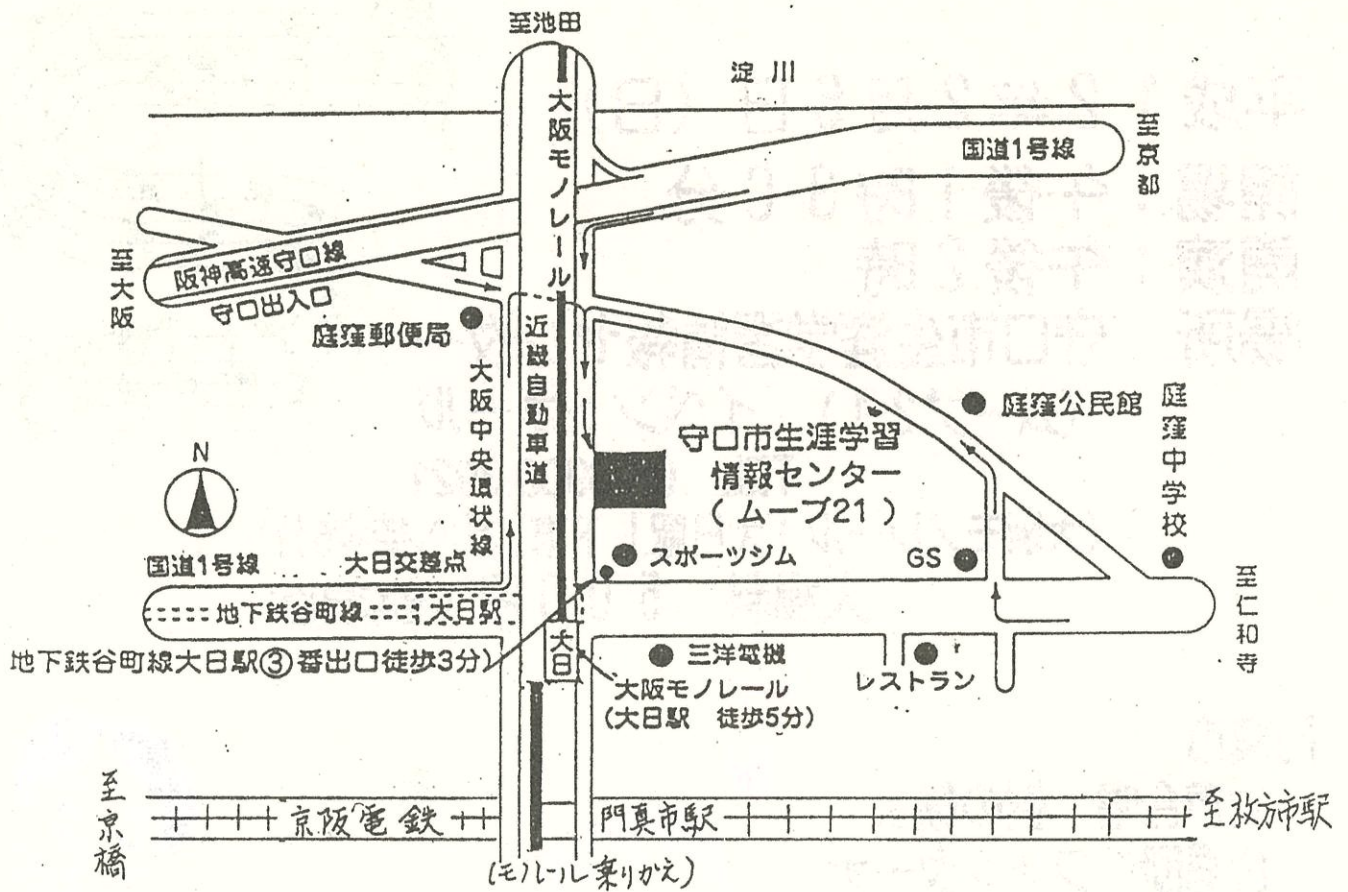 至池田
淀川
大阪モノレール
国道1号線
至京都
阪神高速守口線
守口出入口
至大阪
庭窪郵便局
近畿自動車道
大阪中央環状線
庭窪公民館
庭窪中学校
守口市生涯学習
情報センター
(ムーブ21)
N
国道1号線
大日交差点
スポーツジム
GS
地下鉄谷町線
大日駅
至仁和寺
地下鉄谷町線大日駅③番出口徒歩3分)
大日
三洋電機
レストラン
大阪モノレール
(大日駅 徒歩5分)
至京橋
京阪電鉄
門真市駅
至枚方市駅
(モノレール乗りかえ)